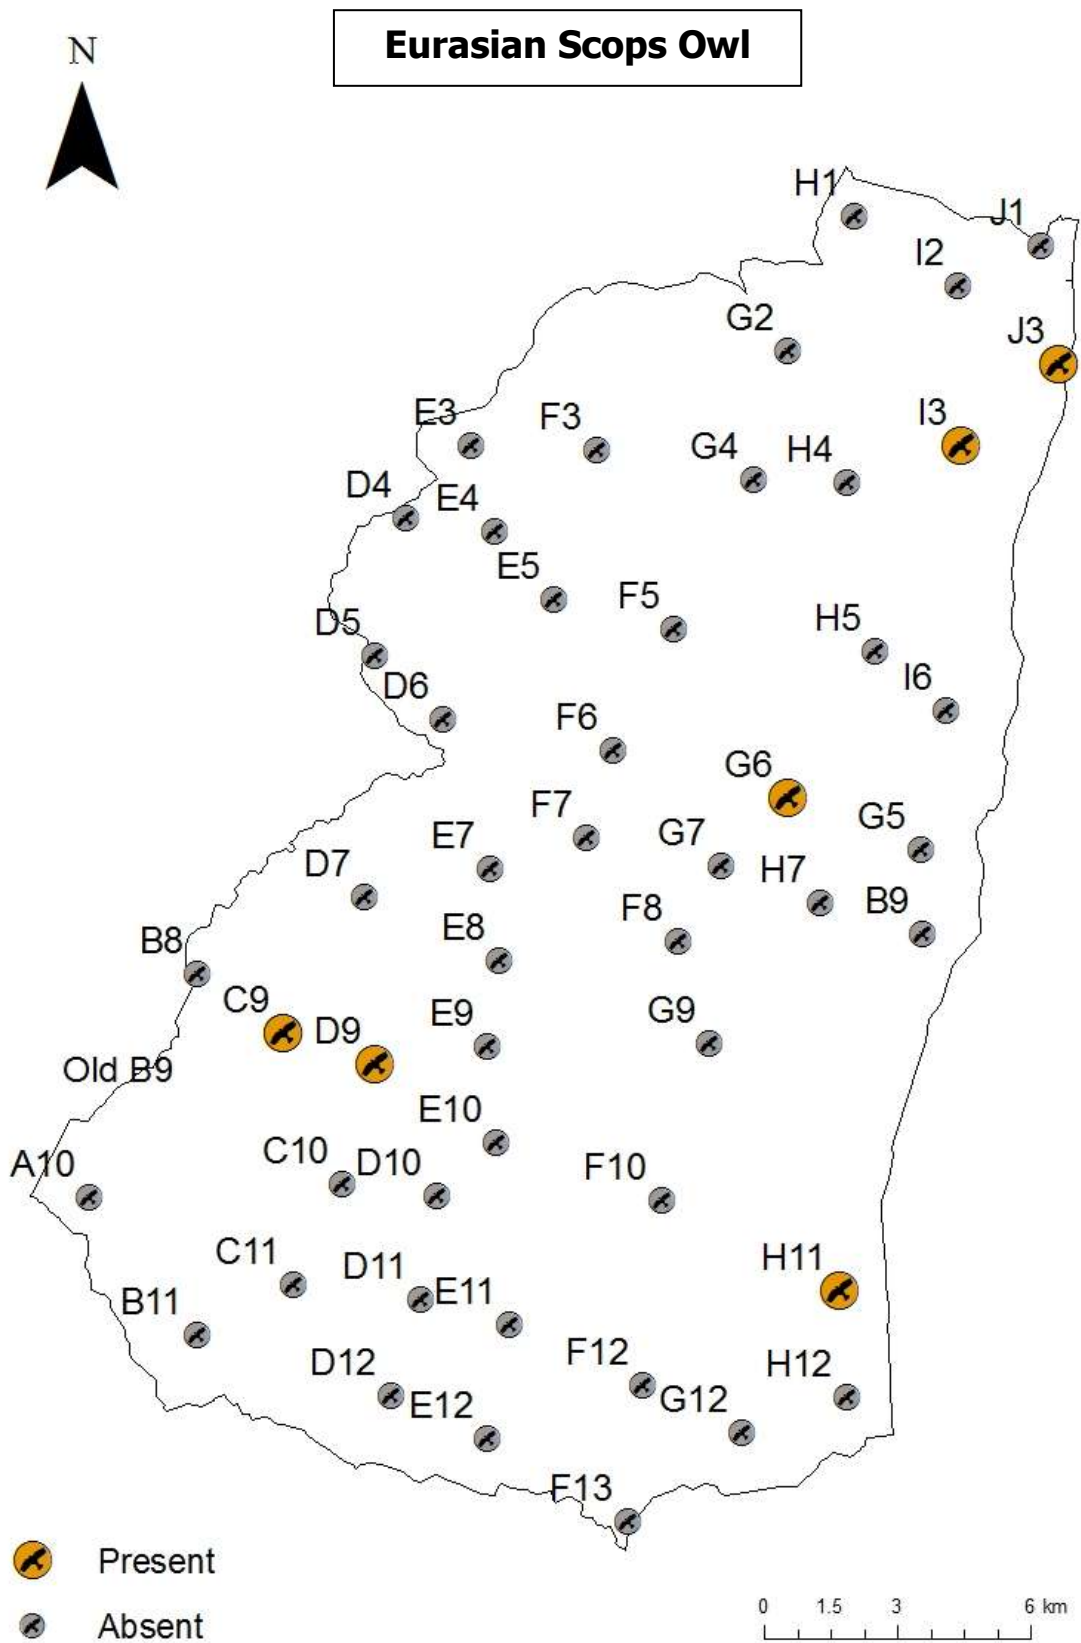 Eurasian Scops Owl
N
H1
J1
I2
G2
J3
E3
F3
I3
G4
H4
D4
E4
E5
F5
H5
D5
I6
D6
F6
G6
F7
G5
E7
G7
D7
H7
B9
F8
E8
B8
C9
D9
E9
G9
Old B9
E10
C10
D10
F10
A10
C11
D11
H11
E11
B11
F12
D12
H12
E12
G12
F13
Present
Absent
0 1.5 3 6 km